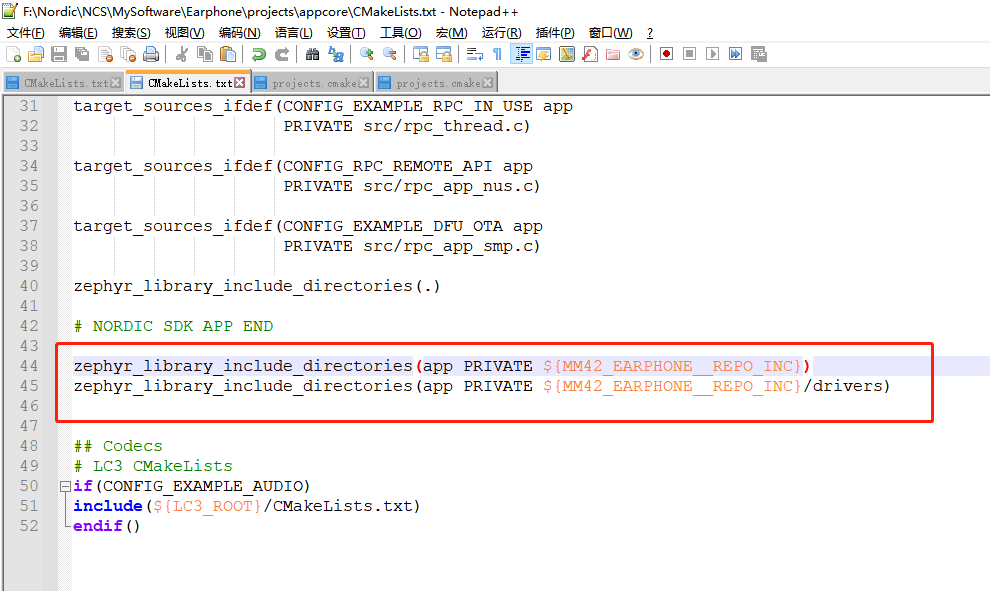 F:\Nordic\NCS\MySoftware\Earphone\projects\appcore\CMakeLists.txt - Notepad++
文件(F) 编辑(E) 搜索(S) 视图(V) 编码(N) 语言(L) 设置(T) 工具(O) 宏(M) 运行(R) 插件(P) 窗口(W) ?
CMakeLists.txt CMakeLists.txt projects.cmake projects.cmake
31 target_sources_ifdef(CONFIG_EXAMPLE_RPC_IN_USE app
32 PRIVATE src/rpc_thread.c)
33
34 target_sources_ifdef(CONFIG_RPC_REMOTE_API app
35 PRIVATE src/rpc_app_nus.c)
36
37 target_sources_ifdef(CONFIG_EXAMPLE_DFU_OTA app
38 PRIVATE src/rpc_app_smp.c)
39
40 zephyr_library_include_directories(.)
41
42 # NORDIC SDK APP END
43
44 zephyr_library_include_directories(app PRIVATE ${MM42_EARPHONE__REPO_INC})
45 zephyr_library_include_directories(app PRIVATE ${MM42_EARPHONE__REPO_INC}/drivers)
46
47
48 ## Codecs
49 # LC3 CMakeLists
50 if(CONFIG_EXAMPLE_AUDIO)
51 include(${LC3_ROOT}/CMakeLists.txt)
52 endif()